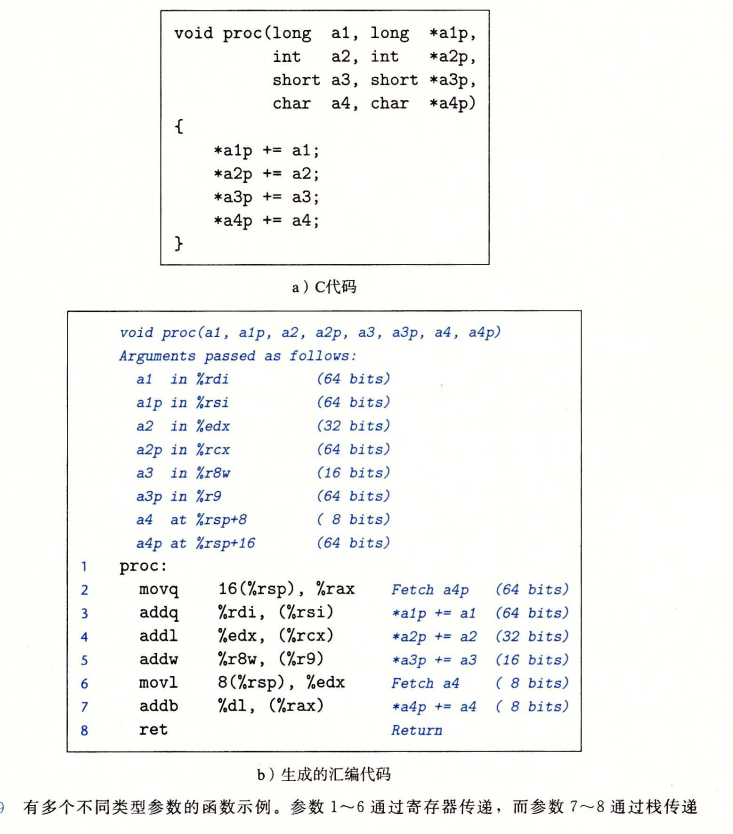 void proc(long  a1, long  *a1p,
          int   a2, int   *a2p,
          short a3, short *a3p,
          char  a4, char  *a4p)
{
    *a1p += a1;
    *a2p += a2;
    *a3p += a3;
    *a4p += a4;
}
a）C代码
void proc(a1, a1p, a2, a2p, a3, a3p, a4, a4p)
Arguments passed as follows:
a1 in %rdi (64 bits)
a1p in %rsi (64 bits)
a2 in %edx (32 bits)
a2p in %rcx (64 bits)
a3 in %r8w (16 bits)
a3p in %r9 (64 bits)
a4 at %rsp+8 ( 8 bits)
a4p at %rsp+16 (64 bits)
1 proc:
2 movq 16(%rsp), %rax Fetch a4p (64 bits)
3 addq %rdi, (%rsi) *a1p += a1 (64 bits)
4 addl %edx, (%rcx) *a2p += a2 (32 bits)
5 addw %r8w, (%r9) *a3p += a3 (16 bits)
6 movl 8(%rsp), %edx Fetch a4 ( 8 bits)
7 addb %dl, (%rax) *a4p += a4 ( 8 bits)
8 ret Return
b）生成的汇编代码
有多个不同类型参数的函数示例。参数 1～6 通过寄存器传递，而参数 7～8 通过栈传递